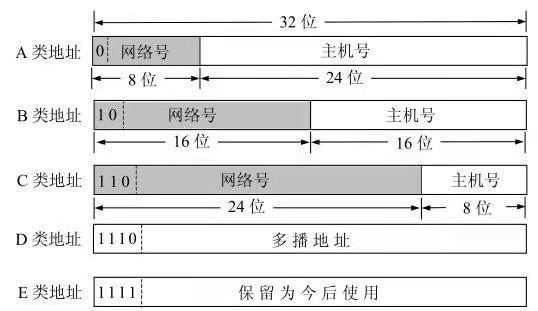 32 位
A 类地址 0 网络号 主机号
8 位 24 位
B 类地址 10 网络号 主机号
16 位 16 位
C 类地址 110 网络号 主机号
24 位 8 位
D 类地址 1110 多播地址
E 类地址 1111 保留为今后使用